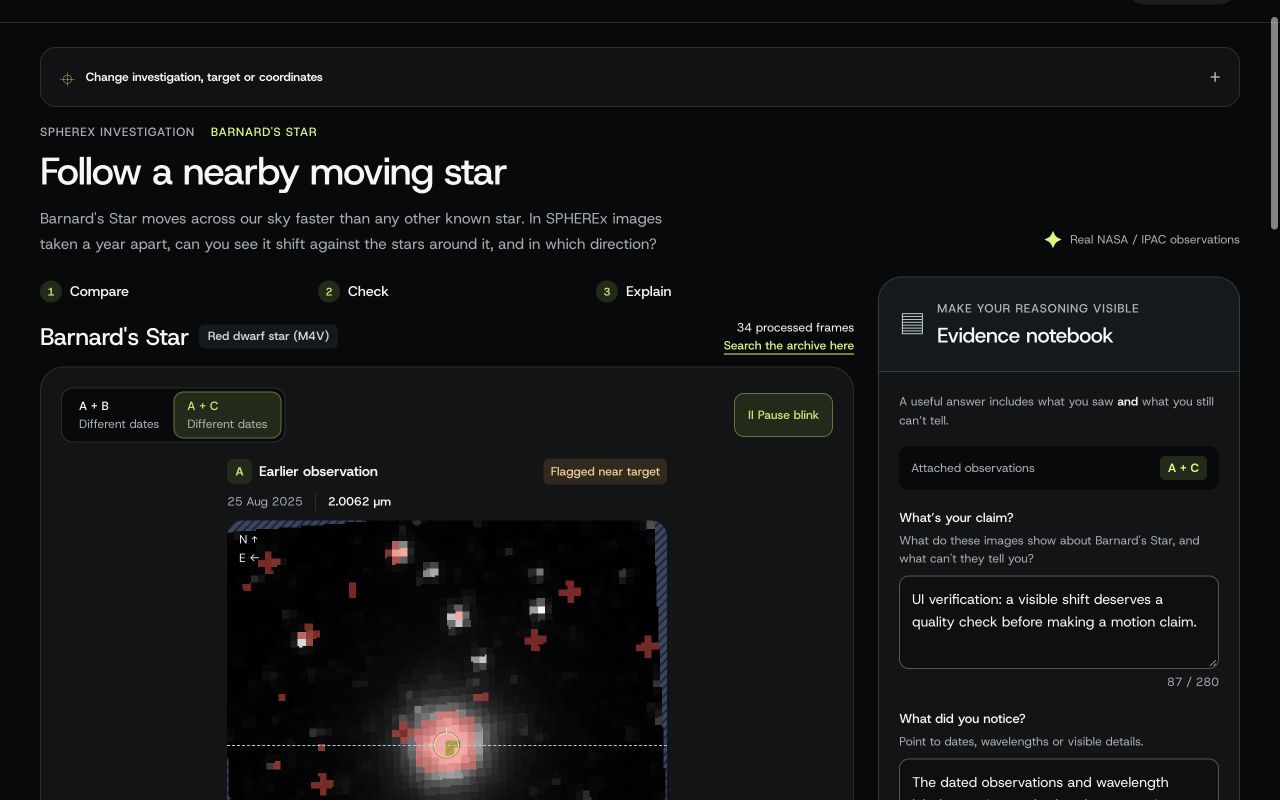 Change investigation, target or coordinates
+
SPHEREX INVESTIGATION BARNARD'S STAR
Follow a nearby moving star
Barnard's Star moves across our sky faster than any other known star. In SPHEREx images
taken a year apart, can you see it shift against the stars around it, and in which direction?
Real NASA / IPAC observations
1 Compare
2 Check
3 Explain
Barnard's Star
Red dwarf star (M4V)
34 processed frames
Search the archive here
A + B
Different dates
A + C
Different dates
II Pause blink
A Earlier observation
Flagged near target
25 Aug 2025
2.0062 µm
N ↑
E ←
MAKE YOUR REASONING VISIBLE
Evidence notebook
A useful answer includes what you saw and what you still
can’t tell.
Attached observations
A + C
What’s your claim?
What do these images show about Barnard's Star, and
what can't they tell you?
UI verification: a visible shift deserves a
quality check before making a motion claim.
87 / 280
What did you notice?
Point to dates, wavelengths or visible details.
The dated observations and wavelength